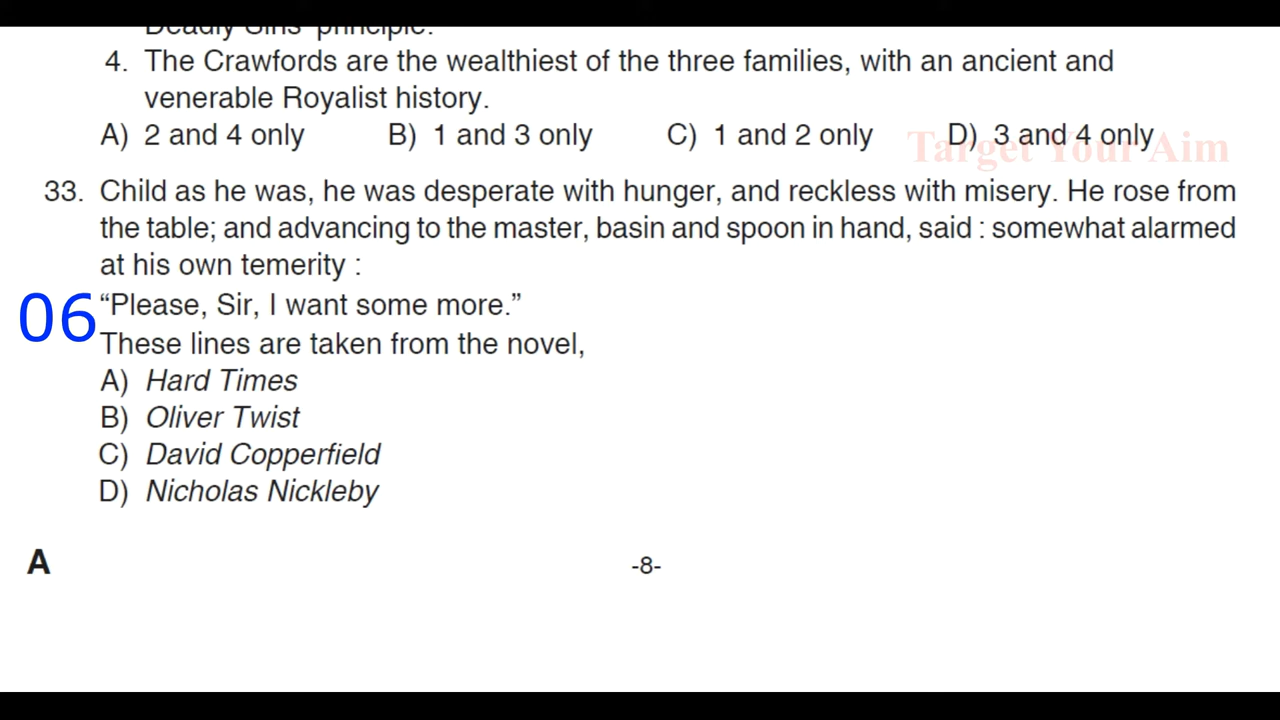 Deadly Sins' principle.
4. The Crawfords are the wealthiest of the three families, with an ancient and
venerable Royalist history.
A) 2 and 4 only B) 1 and 3 only C) 1 and 2 only D) 3 and 4 only
Target Your Aim
33. Child as he was, he was desperate with hunger, and reckless with misery. He rose from
the table; and advancing to the master, basin and spoon in hand, said : somewhat alarmed
at his own temerity :
06
“Please, Sir, I want some more.”
These lines are taken from the novel,
A) Hard Times
B) Oliver Twist
C) David Copperfield
D) Nicholas Nickleby
A
-8-